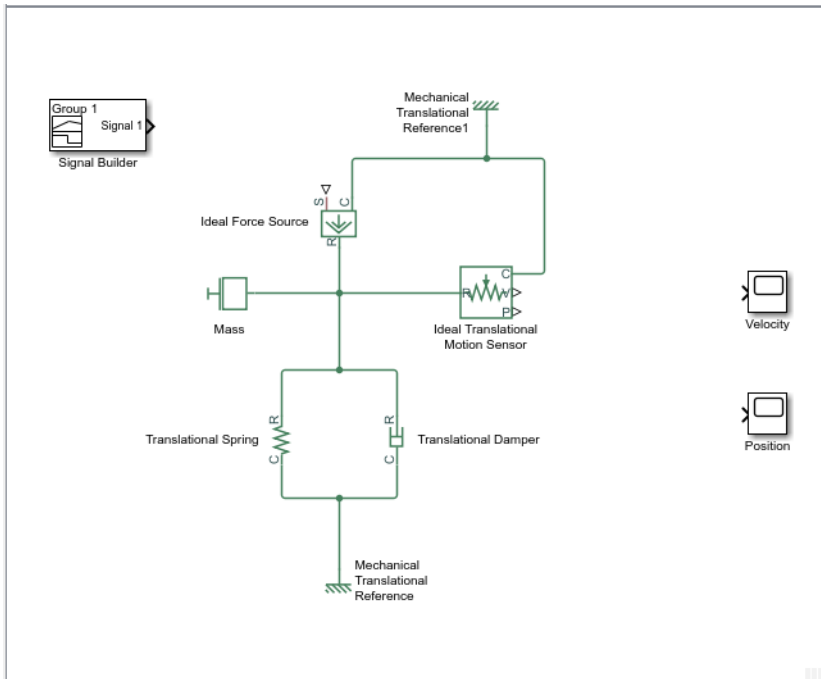 Group 1
Signal 1
Signal Builder
Mechanical
Translational
Reference1
S
C
Ideal Force Source
R
C
R
V
P
Mass
Ideal Translational
Motion Sensor
Velocity
R
R
Translational Spring
Translational Damper
C
C
Position
Mechanical
Translational
Reference